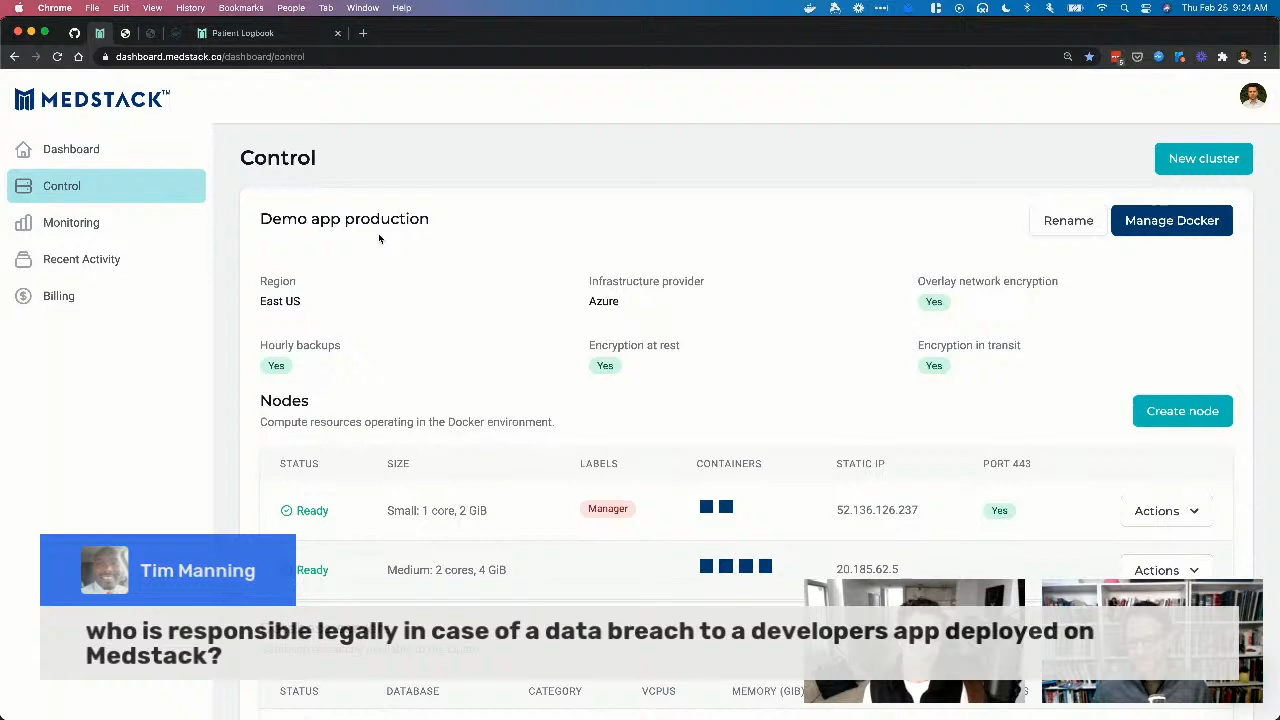 Chrome File Edit View History Bookmarks People Tab Window Help
Thu Feb 25 9:24 AM
Patient Logbook
dashboard.medstack.co/dashboard/control
MEDSTACK™
Dashboard
Control
Monitoring
Recent Activity
Billing
Control
New cluster
Demo app production
Rename
Manage Docker
Region
Infrastructure provider
Overlay network encryption
East US
Azure
Yes
Hourly backups
Encryption at rest
Encryption in transit
Yes
Yes
Yes
Nodes
Compute resources operating in the Docker environment.
Create node
STATUS SIZE LABELS CONTAINERS STATIC IP PORT 443
Ready Small: 1 core, 2 GiB Manager 52.136.126.237 Yes Actions
Ready Medium: 2 cores, 4 GiB 20.185.62.5 Actions
Tim Manning
who is responsible legally in case of a data breach to a developers app deployed on
Medstack?
STATUS DATABASE CATEGORY VCPUS MEMORY (GIB)